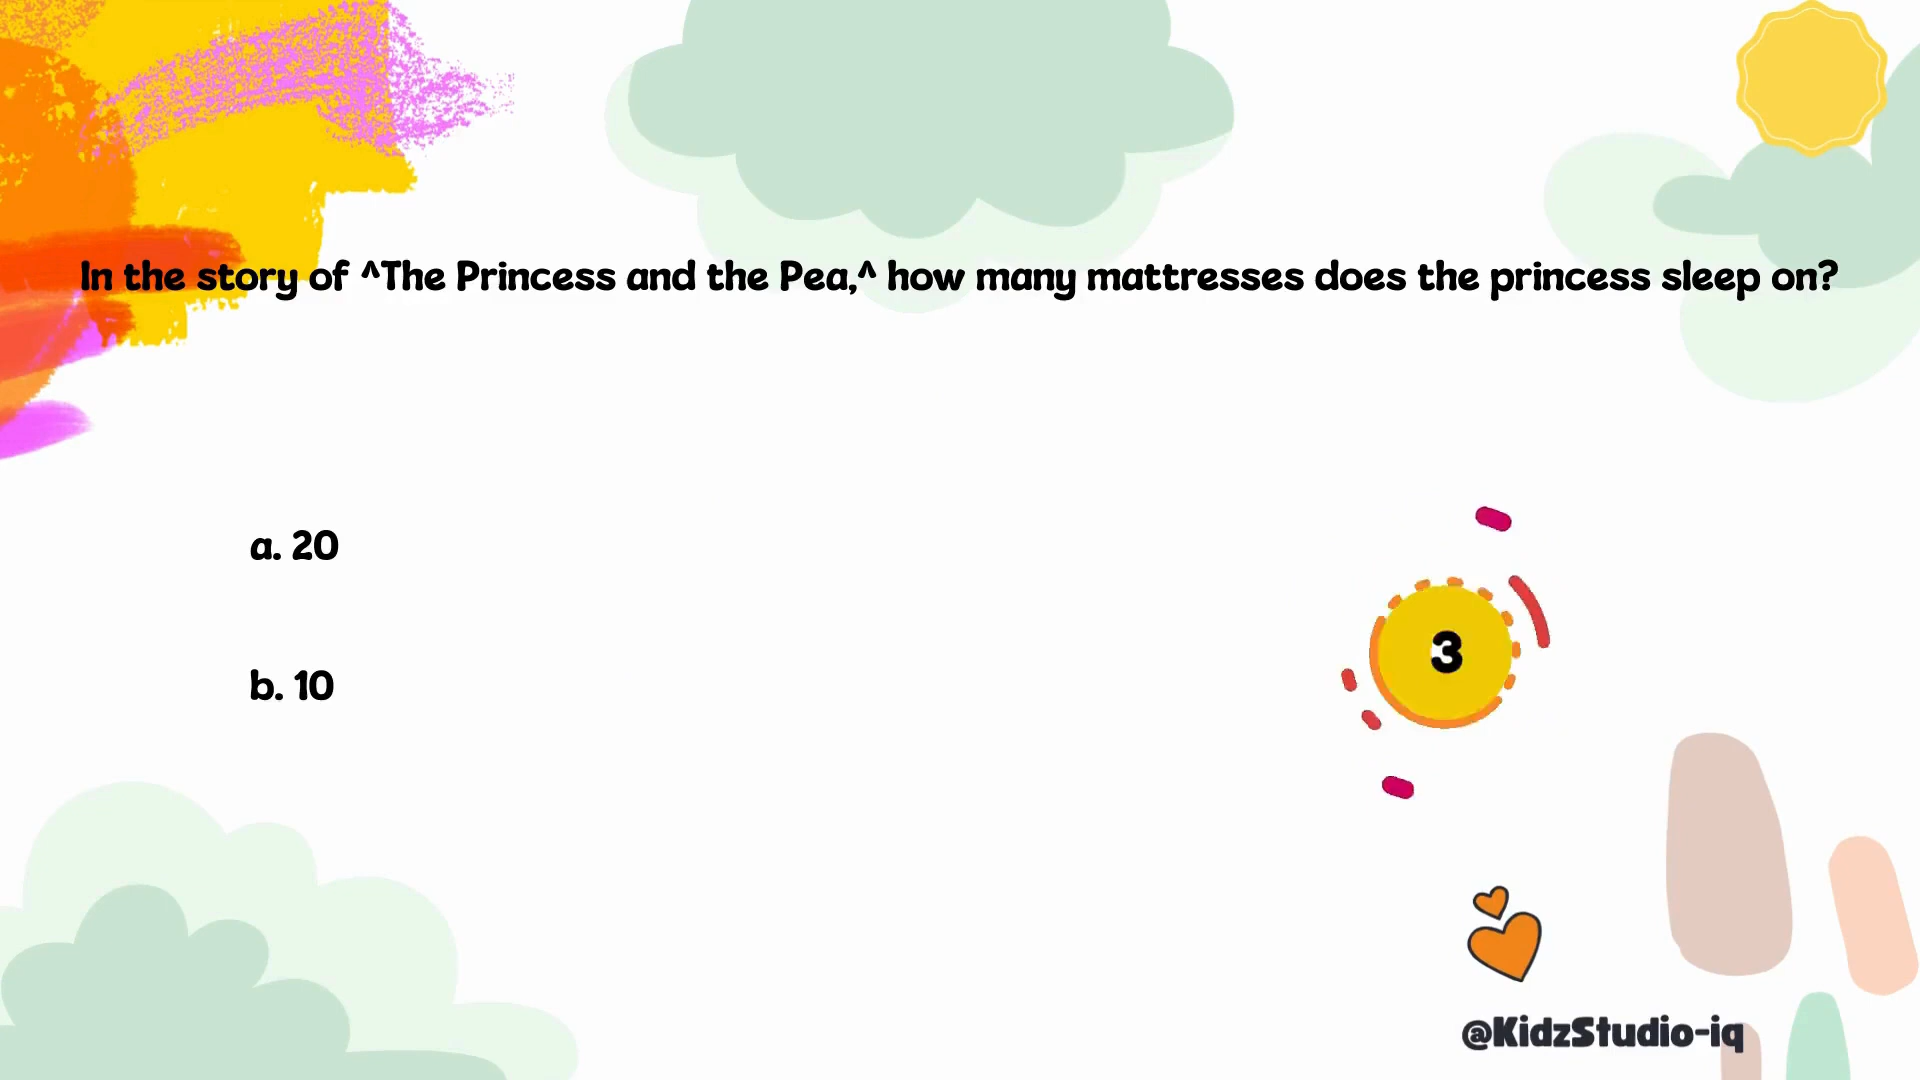 In the story of ^The Princess and the Pea,^ how many mattresses does the princess sleep on?
a. 20
b. 10
3
@KidzStudio-iq